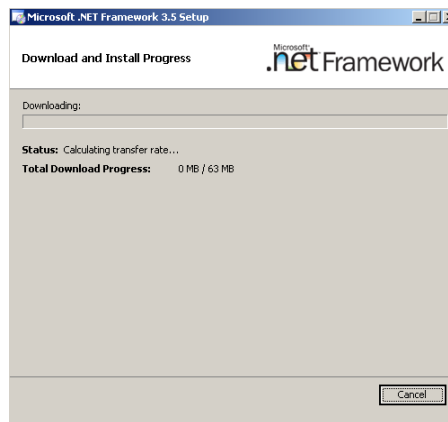 Microsoft .NET Framework 3.5 Setup
Download and Install Progress
Microsoft
.net Framework
Downloading:
Status: Calculating transfer rate...
Total Download Progress: 0 MB / 63 MB
Cancel